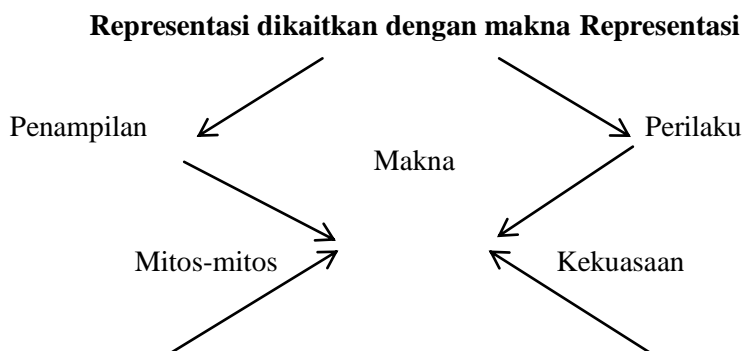 Representasi dikaitkan dengan makna Representasi
Penampilan
Perilaku
Makna
Mitos-mitos
Kekuasaan